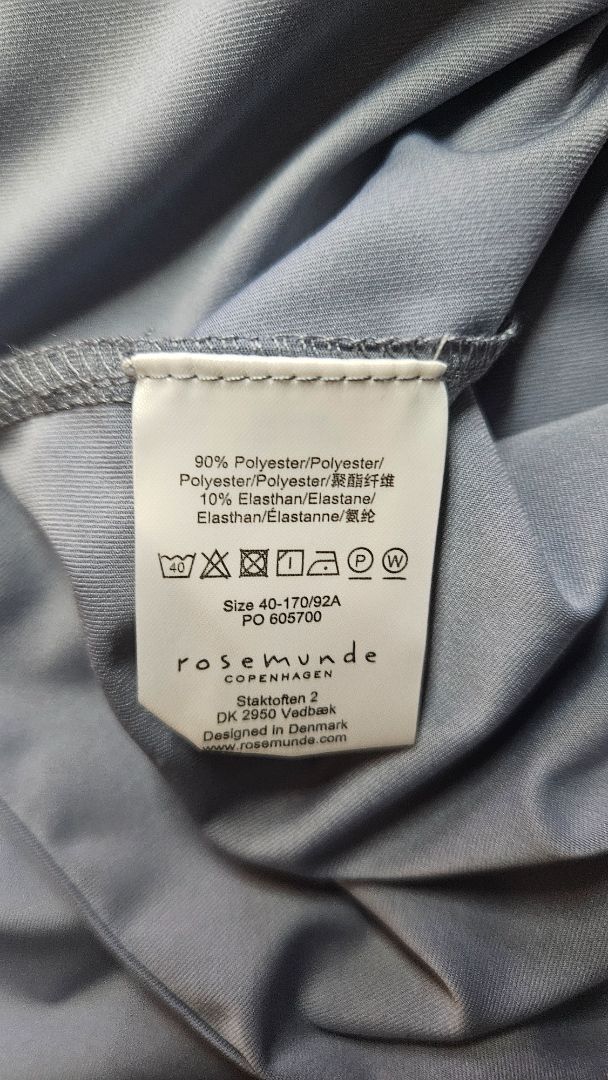 90% Polyester/Polyester/
Polyester/Polyester/聚酯纤维
10% Elasthan/Elastane/
Elasthan/Élastanne/氨纶
40 P W
Size 40-170/92A
PO 605700
rosemunde
COPENHAGEN
Staktoften 2
DK 2950 Vedbæk
Designed in Denmark
www.rosemunde.com